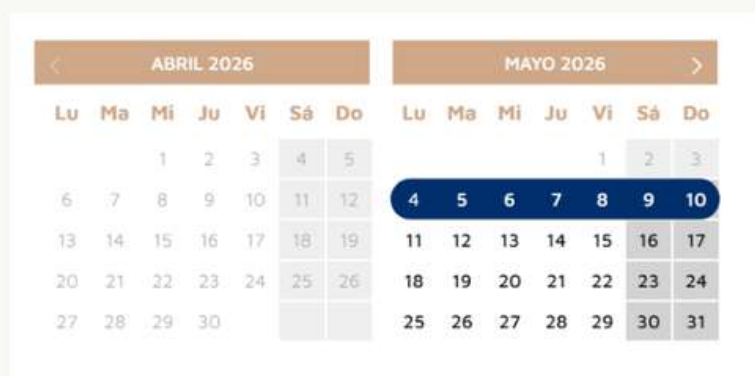 ABRIL 2026
Lu Ma Mi Ju Vi Sá Do
1 2 3 4 5
6 7 8 9 10 11 12
13 14 15 16 17 18 19
20 21 22 23 24 25 26
27 28 29 30
MAYO 2026
Lu Ma Mi Ju Vi Sá Do
1 2 3
4 5 6 7 8 9 10
11 12 13 14 15 16 17
18 19 20 21 22 23 24
25 26 27 28 29 30 31